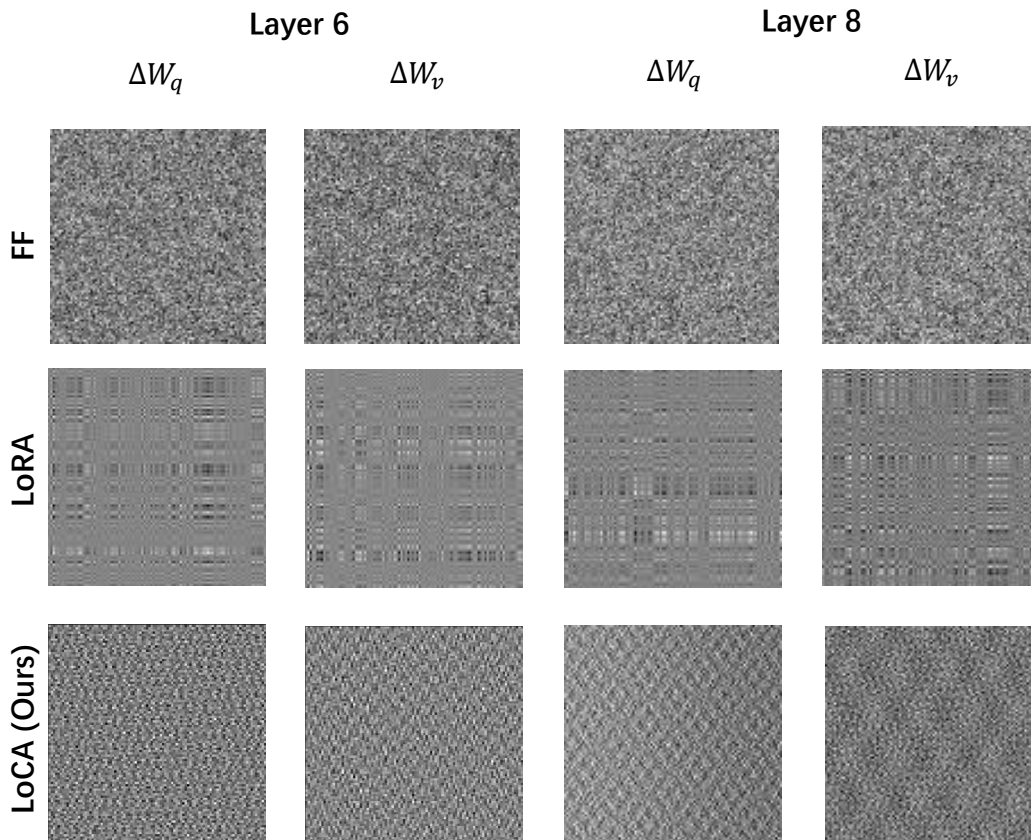 Layer 6
Layer 8
ΔW_q
ΔW_v
ΔW_q
ΔW_v
FF
LoRA
LoCA (Ours)